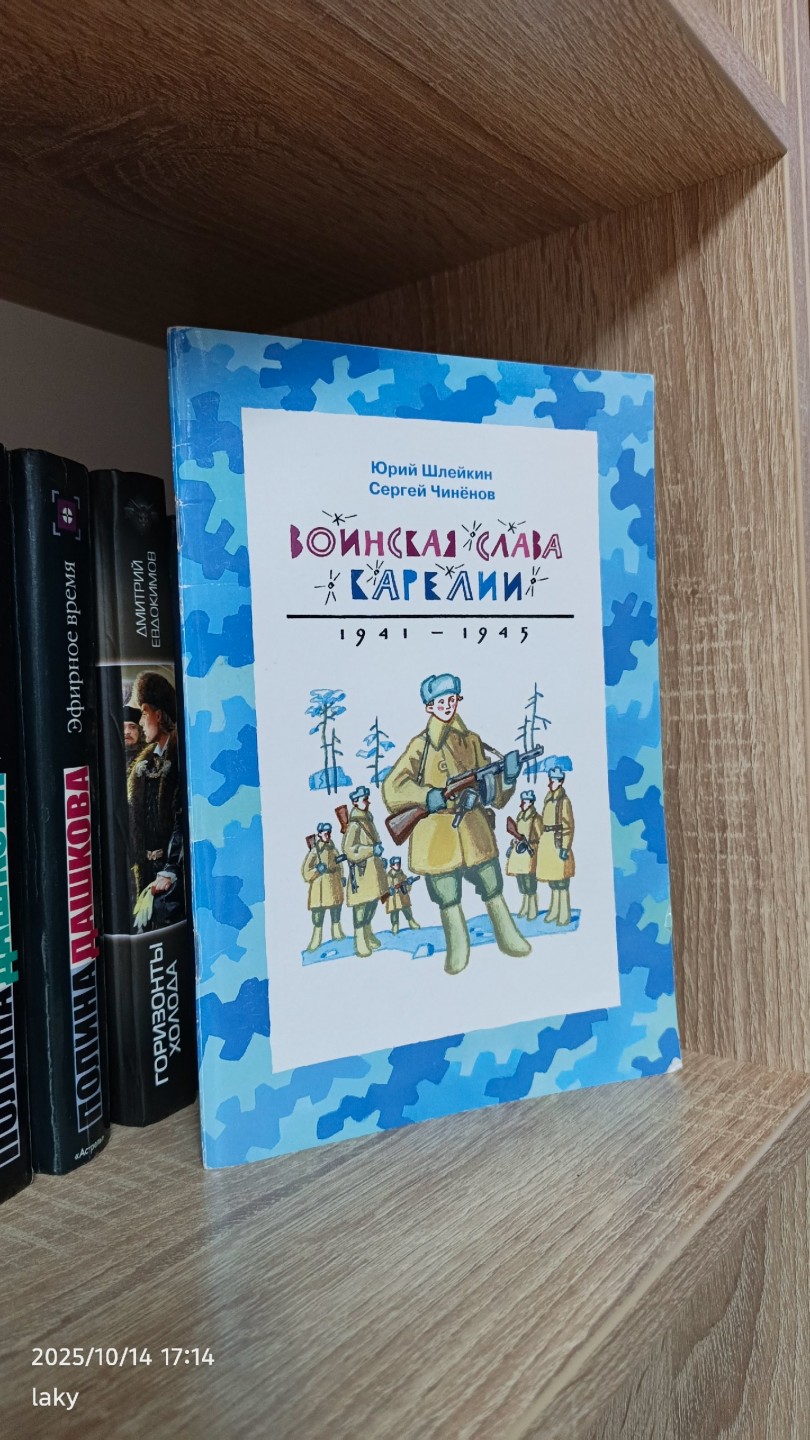 Юрий Шлейкин
Сергей Чинёнов
ВОИНСКАЯ СЛАВА
КАРЕЛИИ
1941 – 1945
ДМИТРИЙ
ЕВДОКИМОВ
ГОРИЗОНТЫ
ХОЛОДА
Эфирное время
ПОЛИНА ДАШКОВА
2025/10/14 17:14
laky